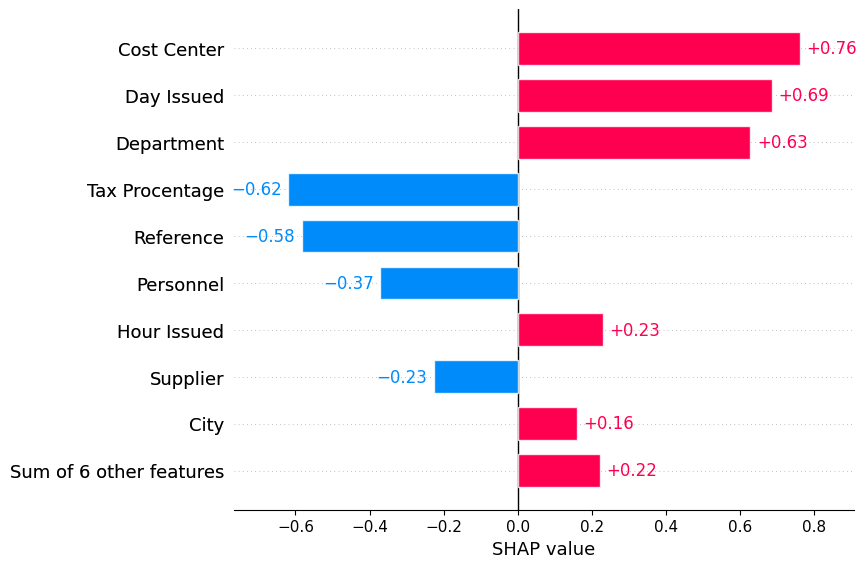 Cost Center +0.76
Day Issued +0.69
Department +0.63
Tax Procentage −0.62
Reference −0.58
Personnel −0.37
Hour Issued +0.23
Supplier −0.23
City +0.16
Sum of 6 other features +0.22
−0.6 −0.4 −0.2 0.0 0.2 0.4 0.6 0.8
SHAP value